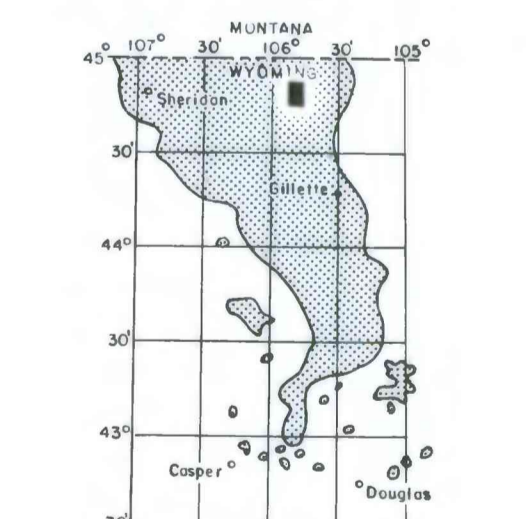 MONTANA
45° 107° 30' 106° 30' 105°
WYOMING
Sheridan
30'
Gillette
44°
30'
43°
Casper
Douglas